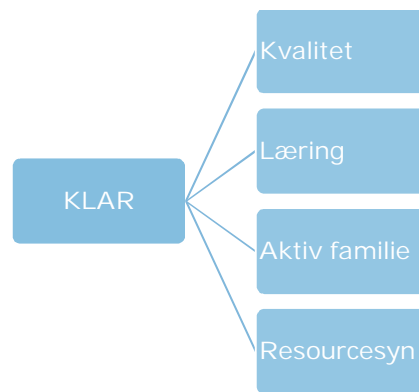 KLAR
Kvalitet
Læring
Aktiv familie
Resourcesyn